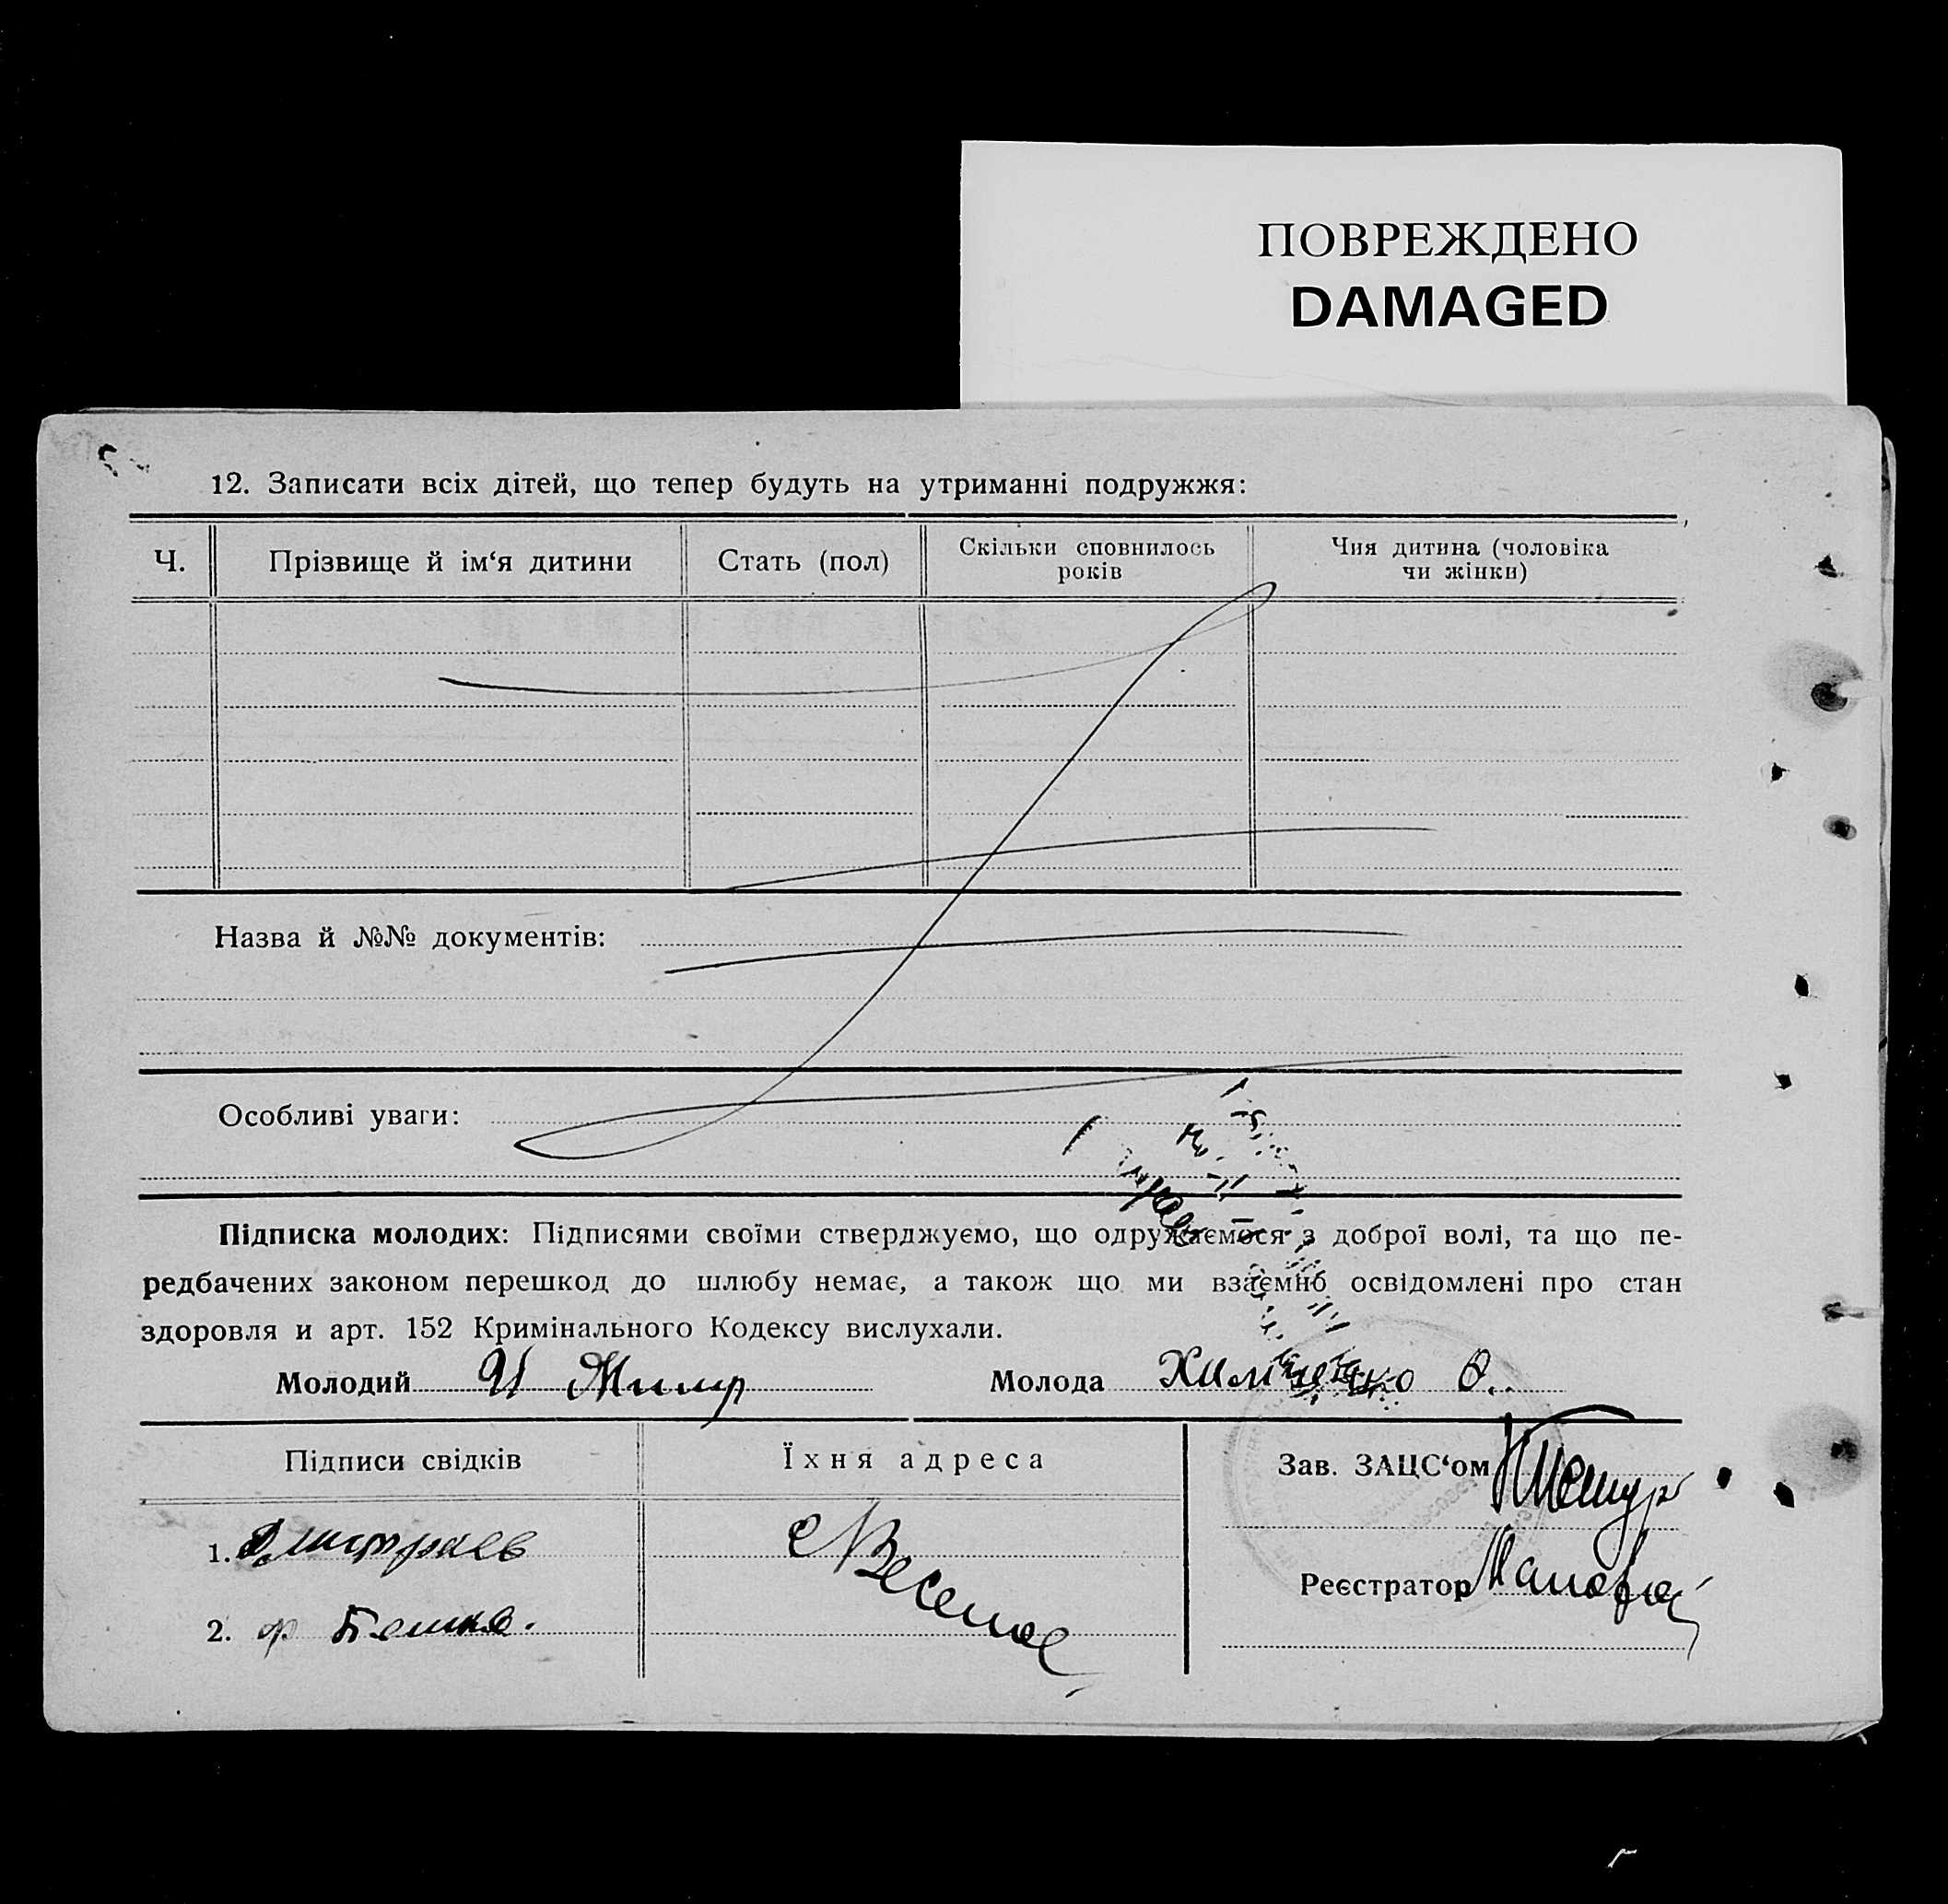 ПОВРЕЖДЕНО
DAMAGED
12. Записати всіх дітей, що тепер будуть на утриманні подружжя:
Ч.
Прізвище й ім‘я дитини
Стать (пол)
Скільки сповнилось
років
Чия дитина (чоловіка
чи жінки)
Назва й №№ документів:
Особливі уваги:
Підписка молодих: Підписями своїми стверджуємо, що одружаємося з доброї волі, та що пе-
редбачених законом перешкод до шлюбу немає, а також що ми взаємно освідомлені про стан
здоровля и арт. 152 Кримінального Кодексу вислухали.
Молодий И
Молода О.
Підписи свідків
Їхня адреса
Зав. ЗАЦС‘ом
1. Дмитраев
с Веселое
Реєстратор
2. ф